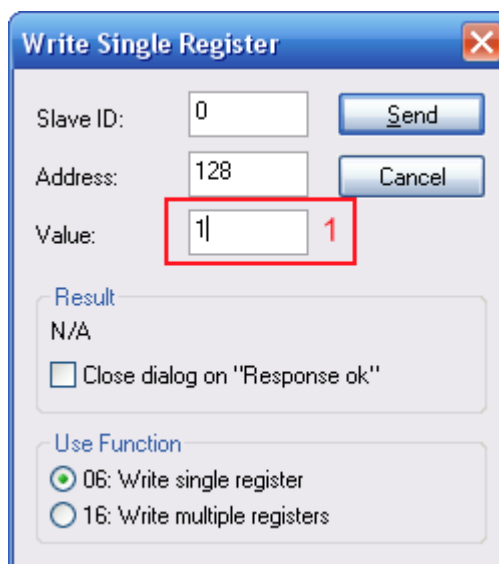 Write Single Register
Slave ID: 0 Send
Address: 128 Cancel
Value: 1 1
Result
N/A
Close dialog on "Response ok"
Use Function
06: Write single register
16: Write multiple registers